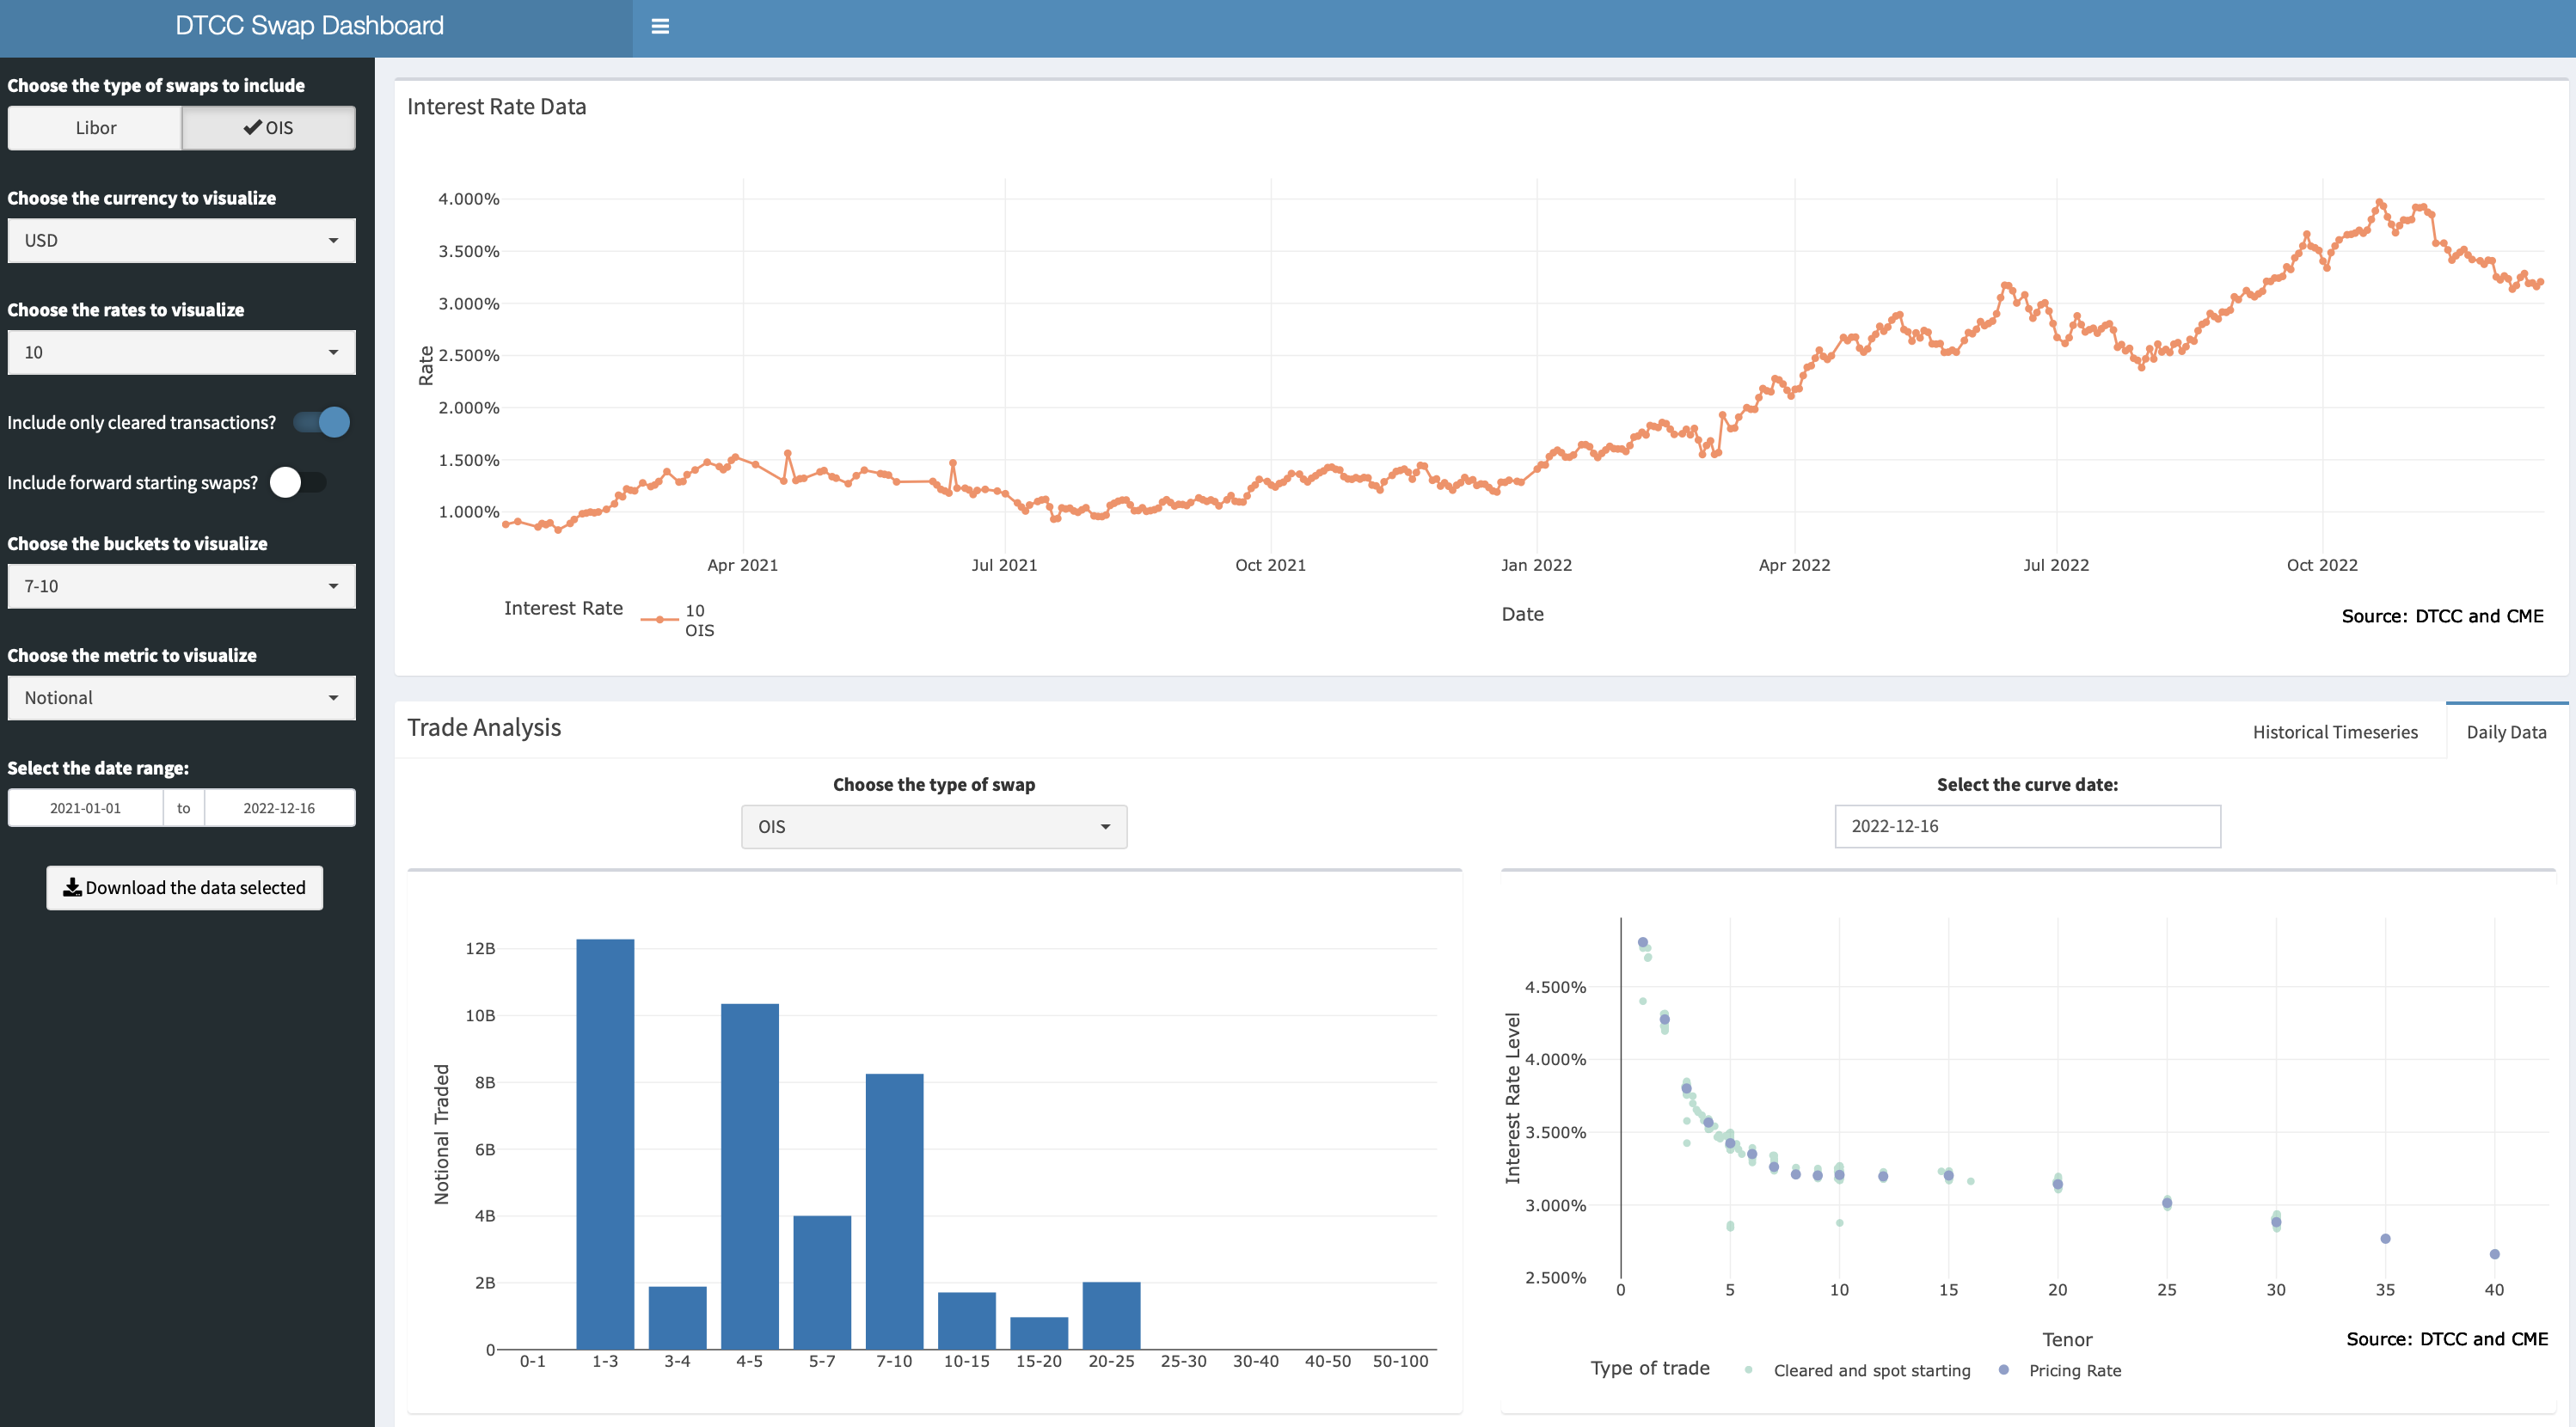 DTCC Swap Dashboard
Choose the type of swaps to include
Libor
OIS
Choose the currency to visualize
USD
Choose the rates to visualize
10
Include only cleared transactions?
Include forward starting swaps?
Choose the buckets to visualize
7-10
Choose the metric to visualize
Notional
Select the date range:
2021-01-01 to 2022-12-16
Download the data selected
Interest Rate Data
Rate
4.000%
3.500%
3.000%
2.500%
2.000%
1.500%
1.000%
Apr 2021 Jul 2021 Oct 2021 Jan 2022 Apr 2022 Jul 2022 Oct 2022
Interest Rate
10
OIS
Date
Source: DTCC and CME
Trade Analysis
Historical Timeseries
Daily Data
Choose the type of swap
OIS
Select the curve date:
2022-12-16
Notional Traded
12B
10B
8B
6B
4B
2B
0
0-1 1-3 3-4 4-5 5-7 7-10 10-15 15-20 20-25 25-30 30-40 40-50 50-100
Interest Rate Level
4.500%
4.000%
3.500%
3.000%
2.500%
0 5 10 15 20 25 30 35 40
Tenor
Source: DTCC and CME
Type of trade
Cleared and spot starting
Pricing Rate